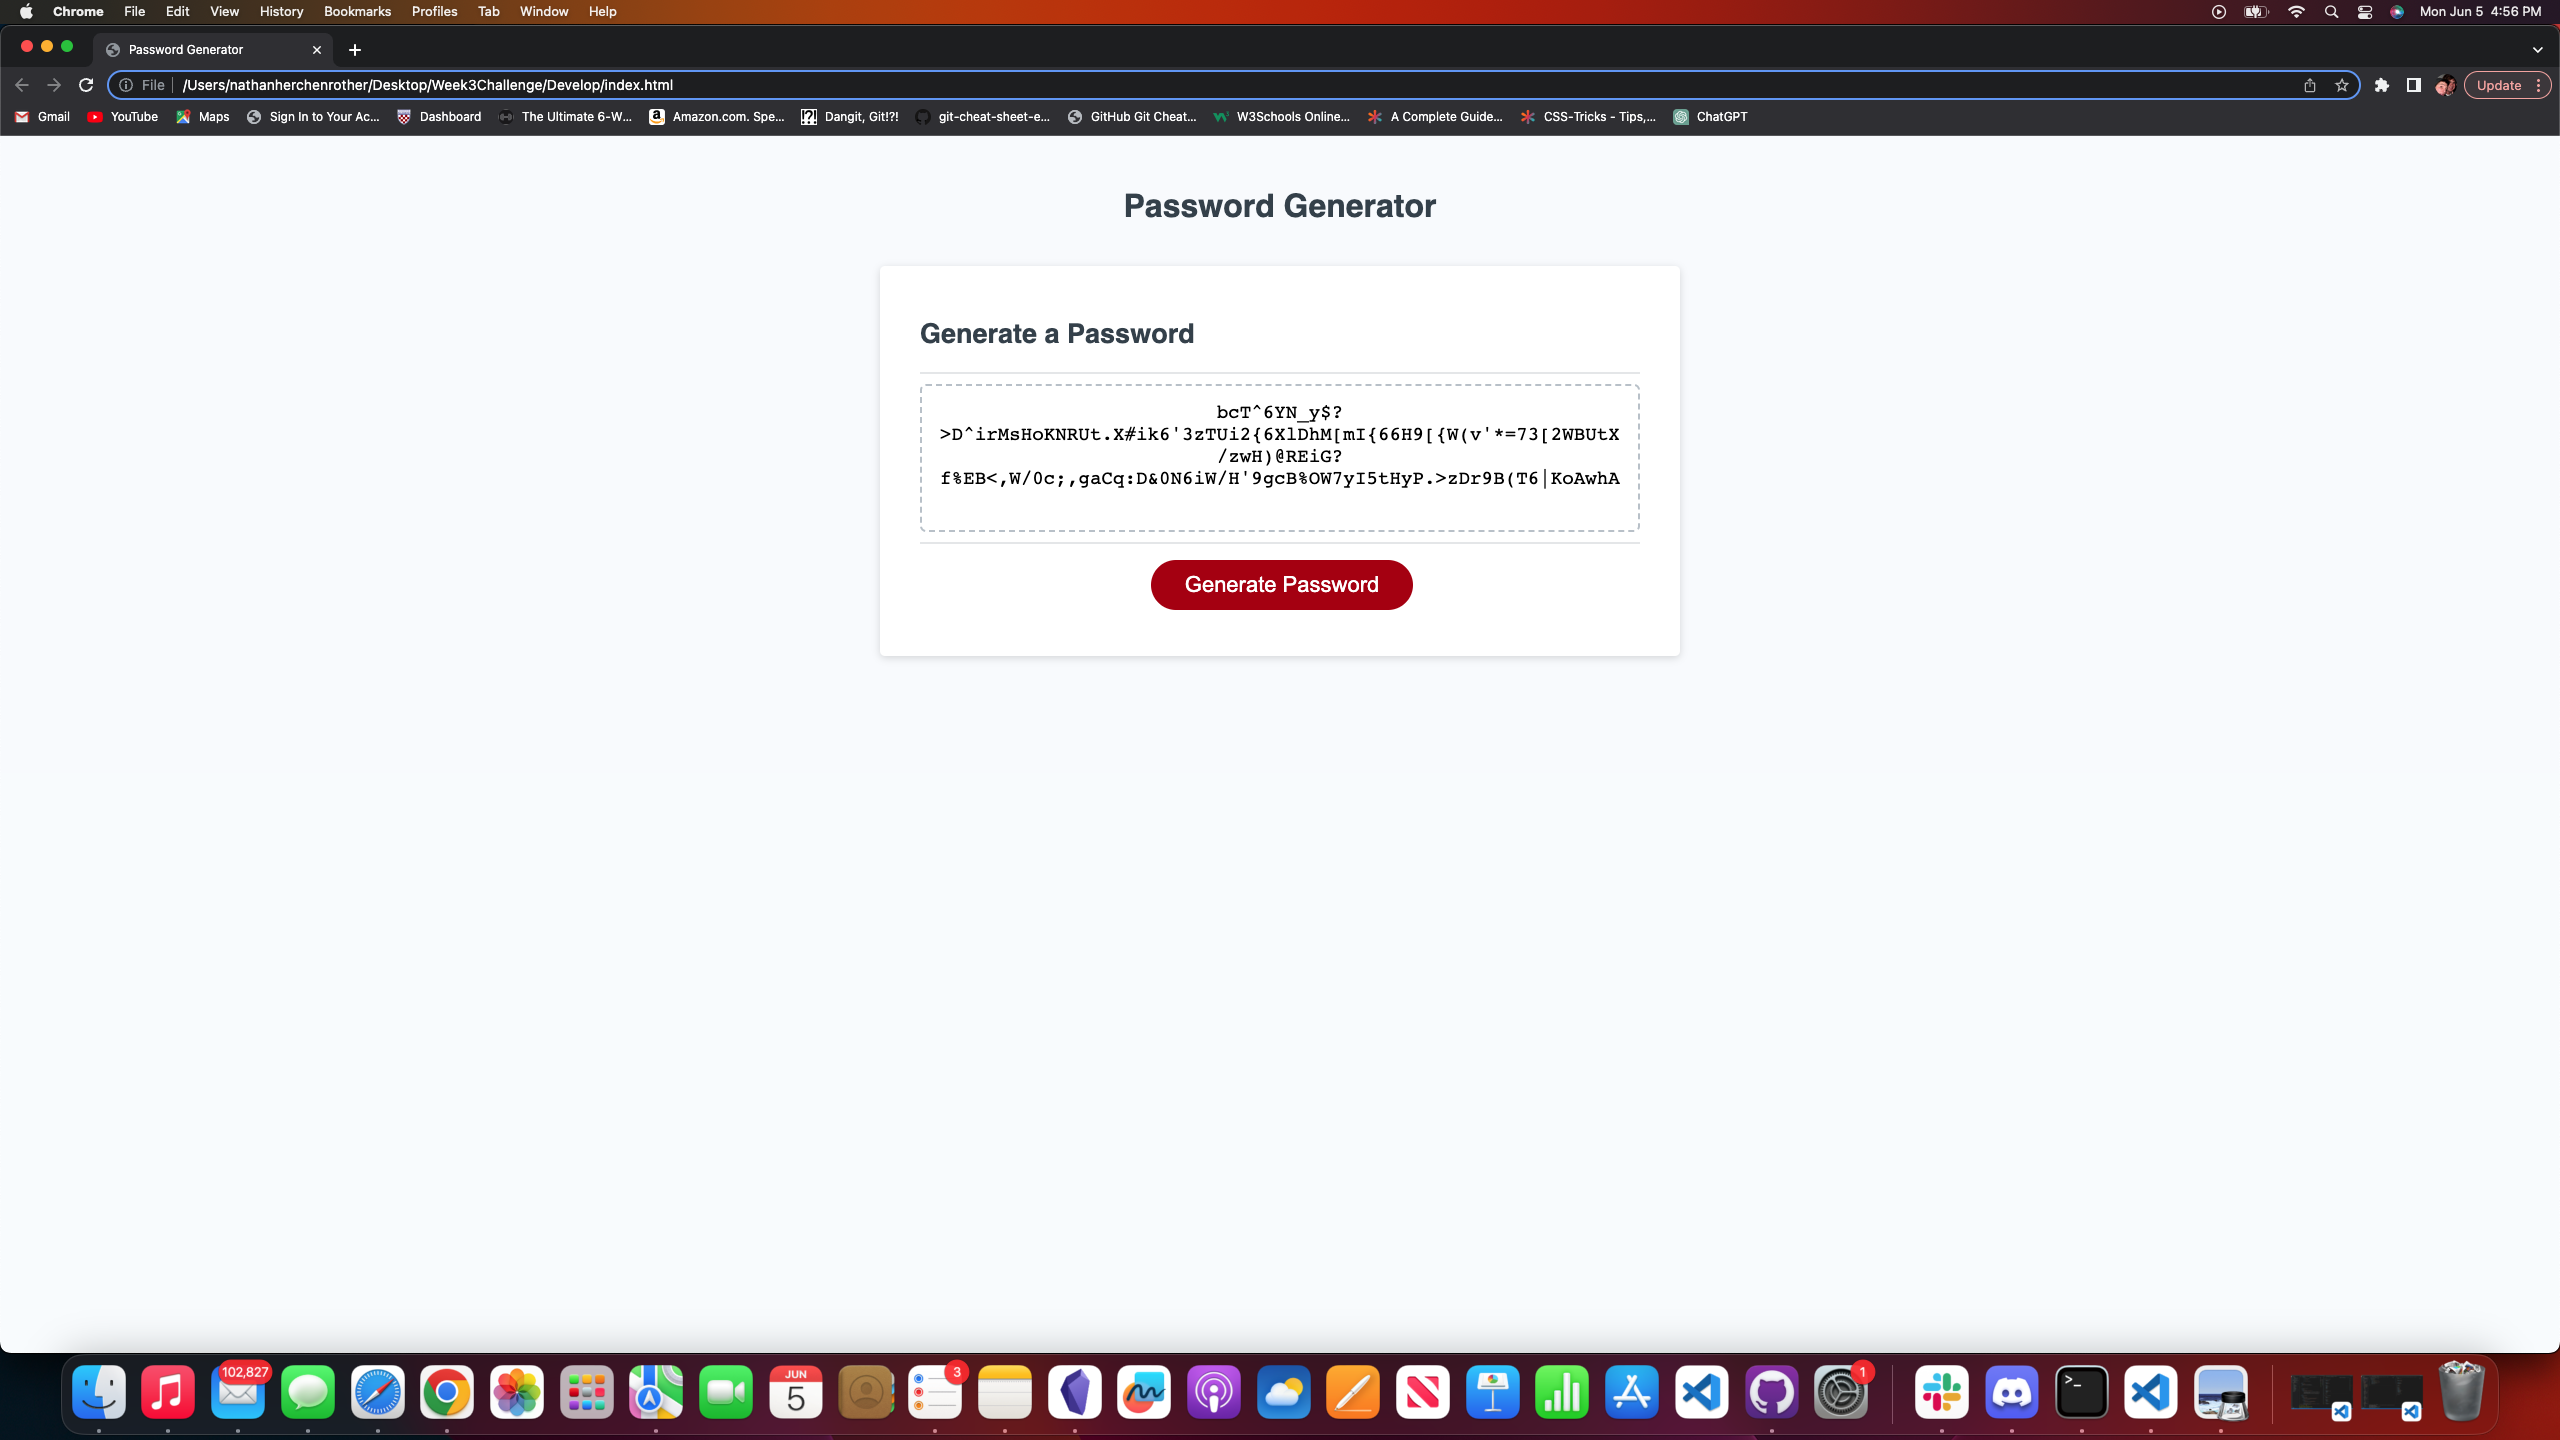 Chrome File Edit View History Bookmarks Profiles Tab Window Help
Mon Jun 5 4:56 PM
Password Generator
File /Users/nathanherchenrother/Desktop/Week3Challenge/Develop/index.html
Update
Gmail YouTube Maps Sign In to Your Ac... Dashboard The Ultimate 6-W... Amazon.com. Spe... Dangit, Git!?! git-cheat-sheet-e... GitHub Git Cheat... W3Schools Online... A Complete Guide... CSS-Tricks - Tips,... ChatGPT
Password Generator
Generate a Password
bcT^6YN_y$?
>D^irMsHoKNRUt.X#ik6'3zTUi2{6XlDhM[mI{66H9[{W(v'*=73[2WBUtX
/zwH)@REiG?
f%EB<,W/0c;,gaCq:D&0N6iW/H'9gcB%OW7yI5tHyP.>zDr9B(T6|KoAwhA
Generate Password
102,827
JUN
5
3
1